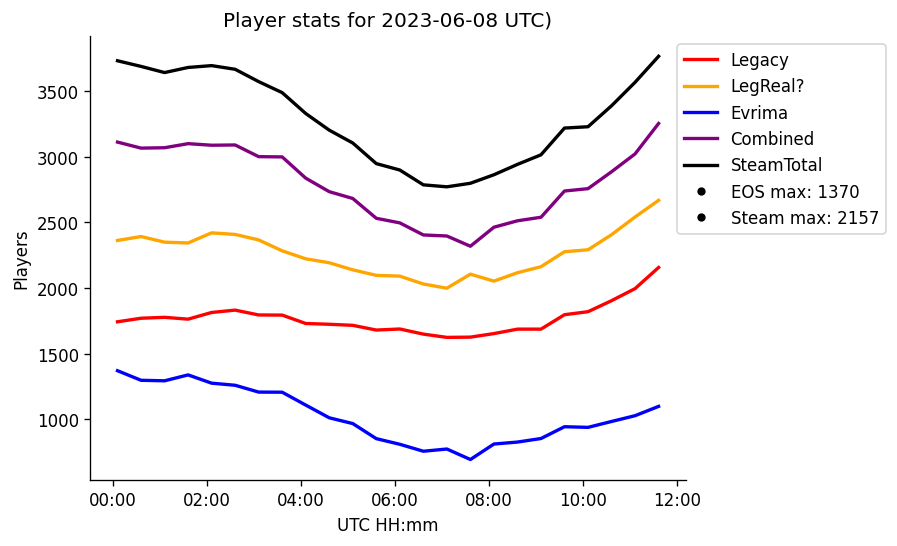 Player stats for 2023-06-08 UTC)
Legacy
LegReal?
Evrima
Combined
SteamTotal
EOS max: 1370
Steam max: 2157
Players
3500
3000
2500
2000
1500
1000
00:00
02:00
04:00
06:00
08:00
10:00
12:00
UTC HH:mm